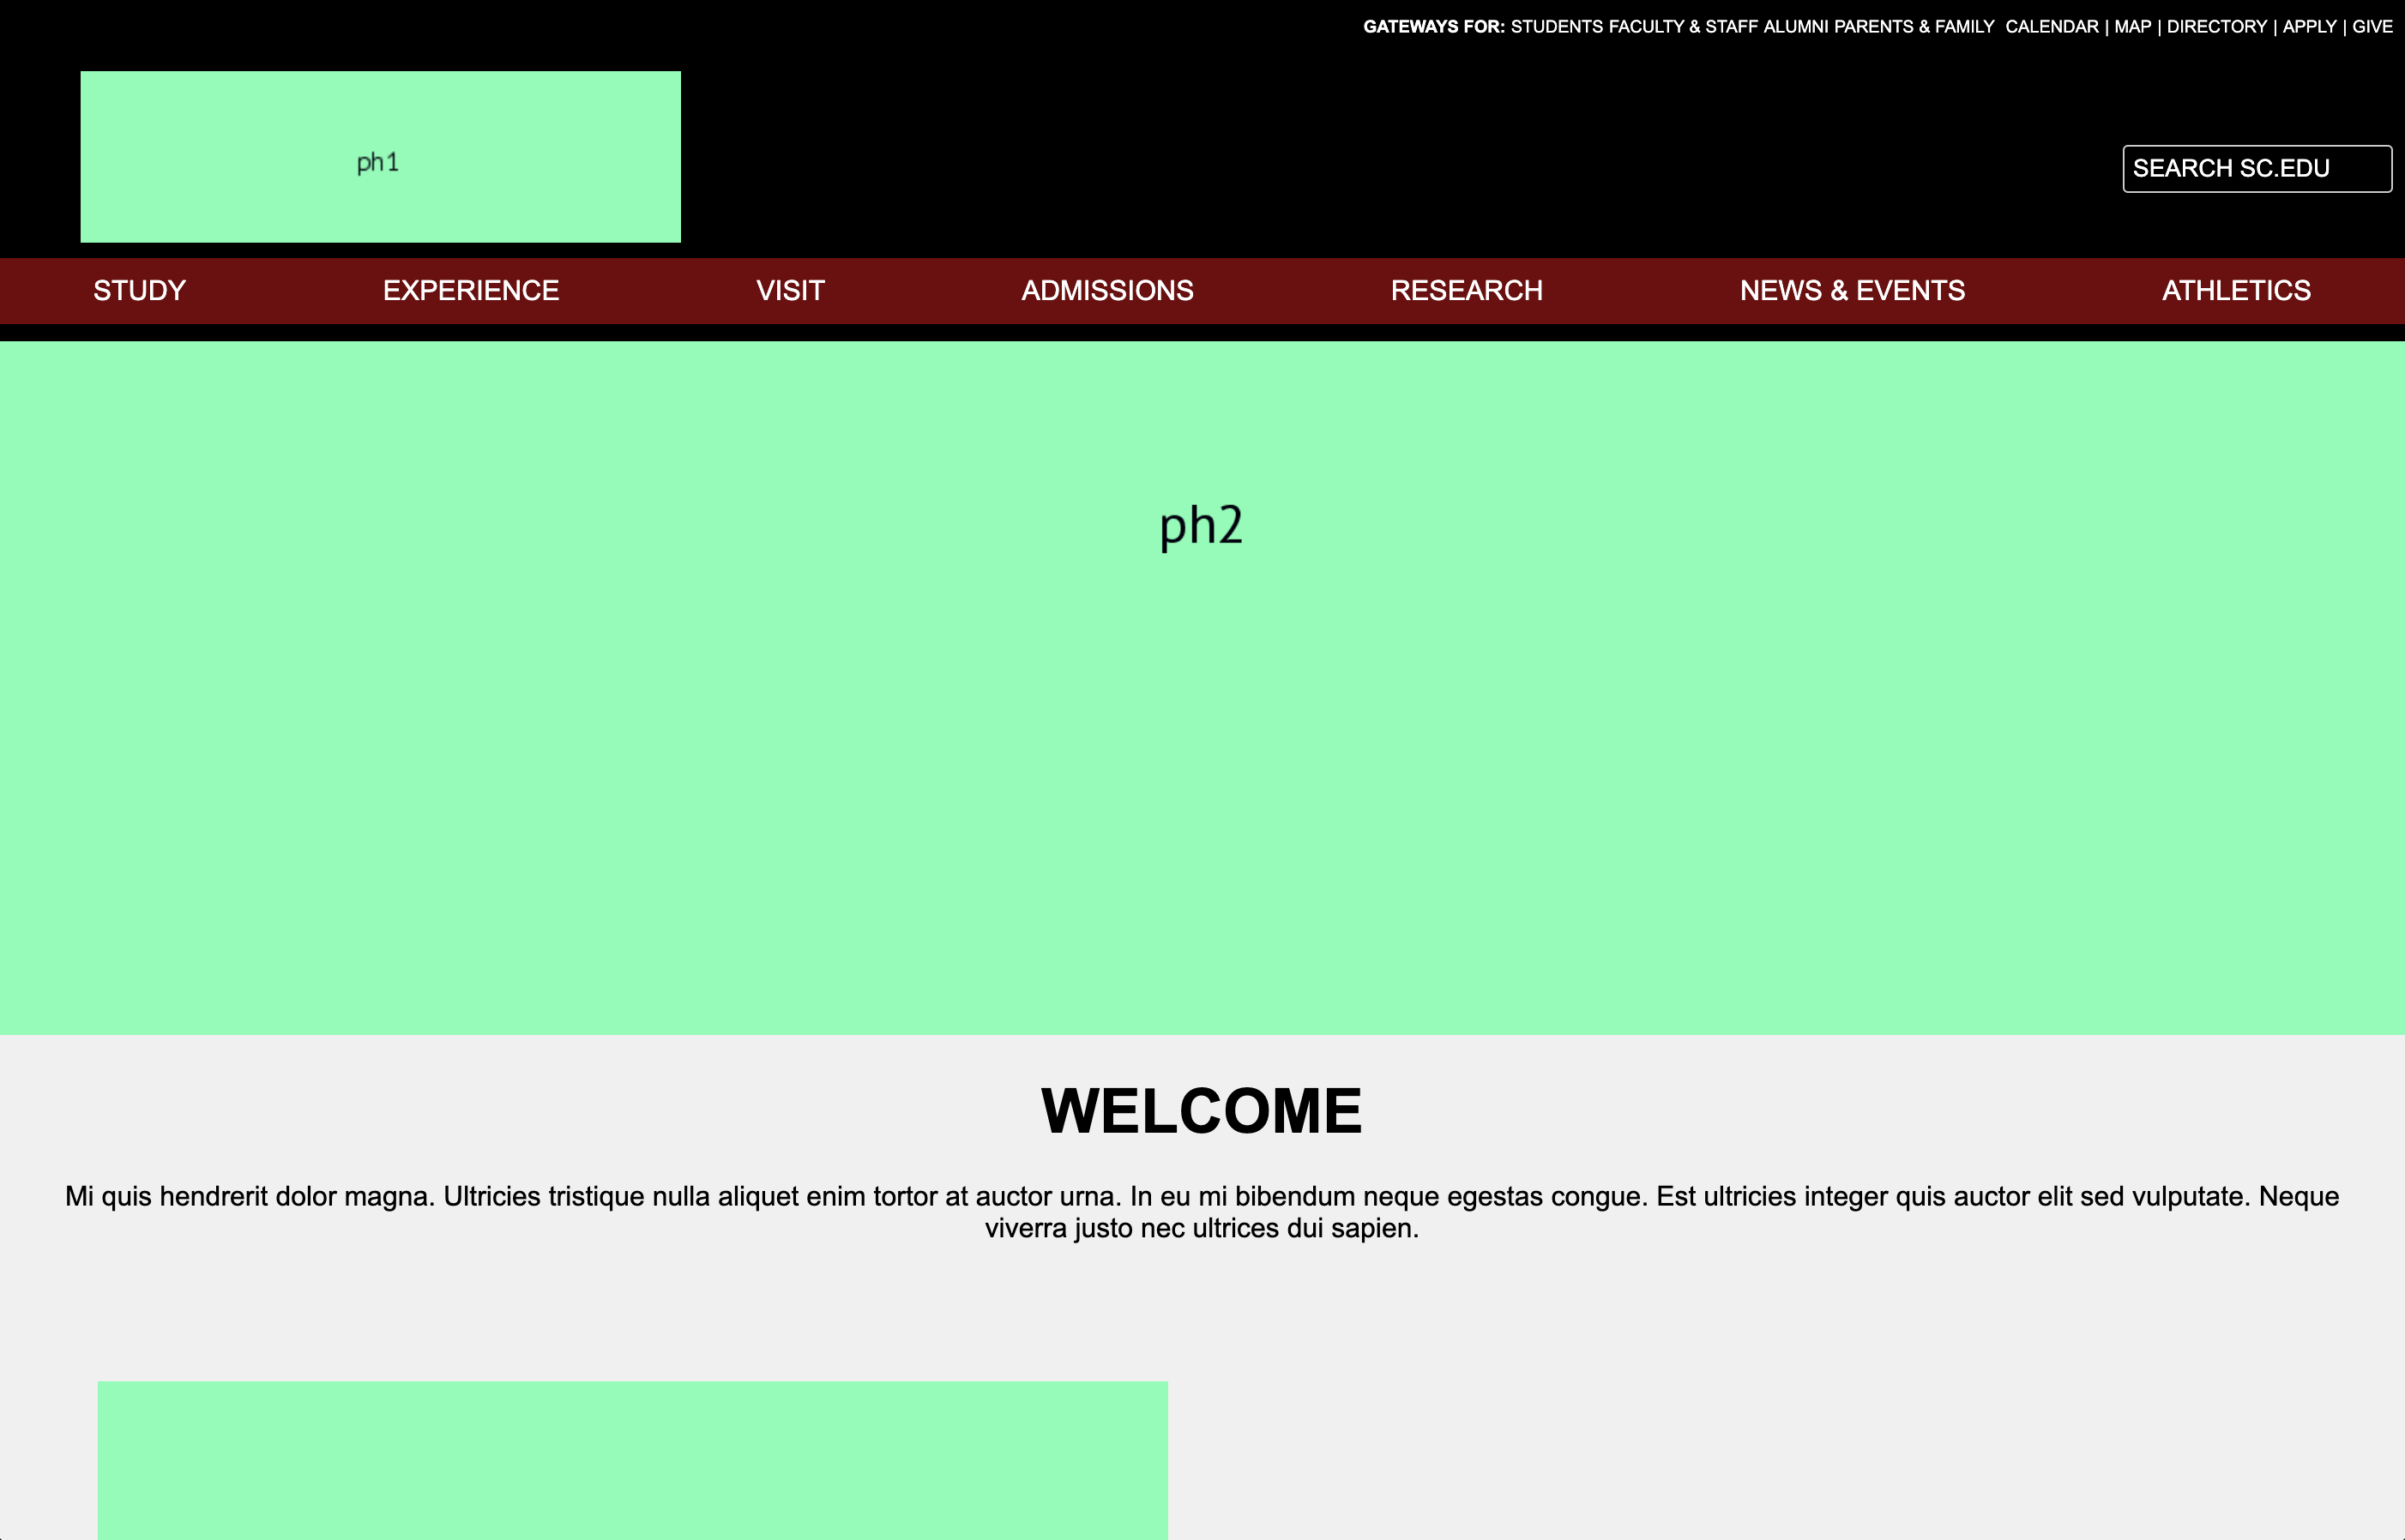 GATEWAYS FOR: STUDENTS FACULTY & STAFF ALUMNI PARENTS & FAMILY CALENDAR | MAP | DIRECTORY | APPLY | GIVE
ph1
SEARCH SC.EDU
STUDY EXPERIENCE VISIT ADMISSIONS RESEARCH NEWS & EVENTS ATHLETICS
ph2
WELCOME
Mi quis hendrerit dolor magna. Ultricies tristique nulla aliquet enim tortor at auctor urna. In eu mi bibendum neque egestas congue. Est ultricies integer quis auctor elit sed vulputate. Neque
viverra justo nec ultrices dui sapien.